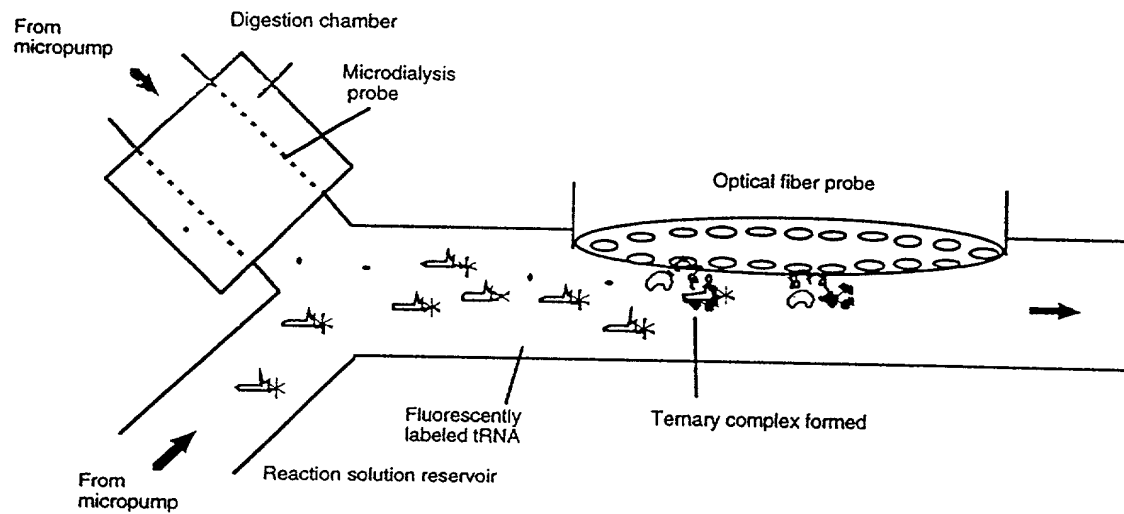 From
micropump
Digestion chamber
Microdialysis
probe
Optical fiber probe
Fluorescently
labeled tRNA
Ternary complex formed
Reaction solution reservoir
From
micropump